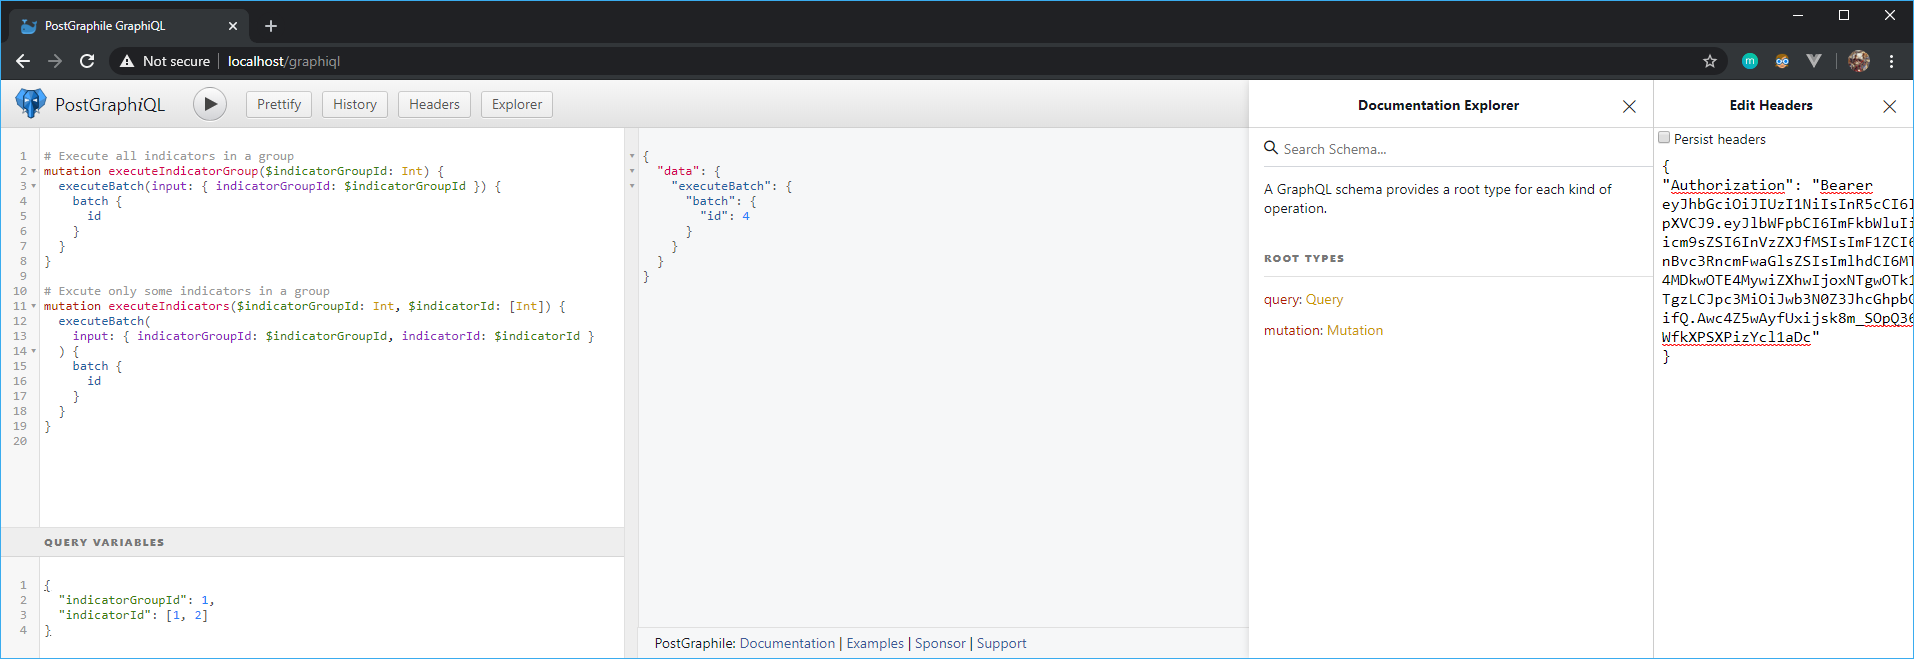 PostGraphile GraphiQL
Not secure | localhost/graphiql
PostGraphiQL
Prettify
History
Headers
Explorer
1 # Execute all indicators in a group
2 mutation executeIndicatorGroup($indicatorGroupId: Int) {
3 executeBatch(input: { indicatorGroupId: $indicatorGroupId }) {
4 batch {
5 id
6 }
7 }
8 }
9
10 # Excute only some indicators in a group
11 mutation executeIndicators($indicatorGroupId: Int, $indicatorId: [Int]) {
12 executeBatch(
13 input: { indicatorGroupId: $indicatorGroupId, indicatorId: $indicatorId }
14 ) {
15 batch {
16 id
17 }
18 }
19 }
20
QUERY VARIABLES
1 {
2 "indicatorGroupId": 1,
3 "indicatorId": [1, 2]
4 }
{
"data": {
"executeBatch": {
"batch": {
"id": 4
}
}
}
}
PostGraphile: Documentation | Examples | Sponsor | Support
Documentation Explorer
Search Schema...
A GraphQL schema provides a root type for each kind of
operation.
ROOT TYPES
query: Query
mutation: Mutation
Edit Headers
Persist headers
{
"Authorization": "Bearer
eyJhbGciOiJIUzI1NiIsInR5cCI6I
pXVCJ9.eyJlbWFpbCI6ImFkbWluIi
icm9sZSI6InVzZXJfMSIsImF1ZCI6
nBvc3RncmFwaGlsZSIsImlhdCI6MT
4MDkwOTE4MywiZXhwIjoxNTgwOTk1
TgzLCJpc3MiOiJwb3N0Z3JhcGhpbG
ifQ.Awc4Z5wAyfUxijsk8m_SOpQ36
WfkXPSXPizYcl1aDc"
}